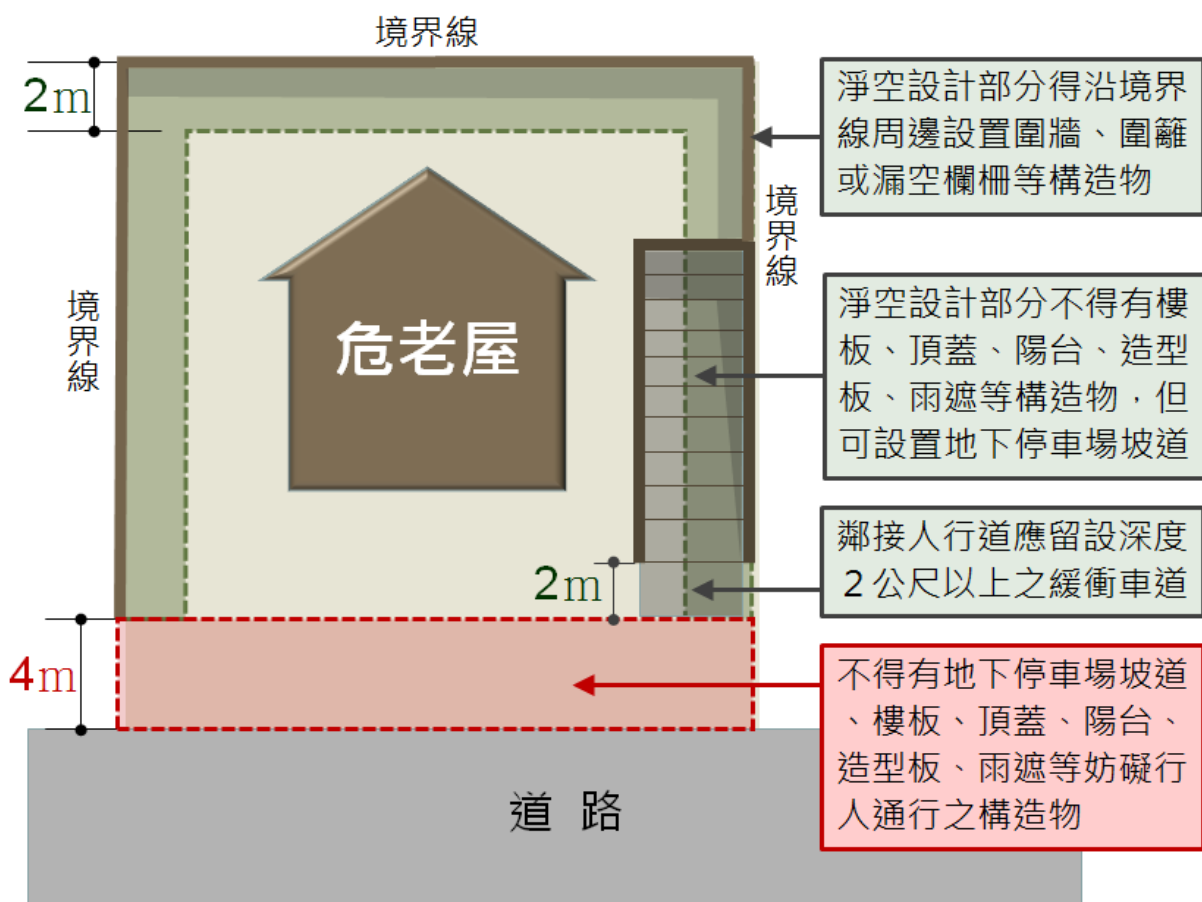 境界線
2m
淨空設計部分得沿境界
線周邊設置圍牆、圍籬
或漏空欄柵等構造物
境界線
境界線
危老屋
淨空設計部分不得有樓
板、頂蓋、陽台、造型
板、雨遮等構造物，但
可設置地下停車場坡道
2m
鄰接人行道應留設深度
２公尺以上之緩衝車道
4m
不得有地下停車場坡道
、樓板、頂蓋、陽台、
造型板、雨遮等妨礙行
人通行之構造物
道 路